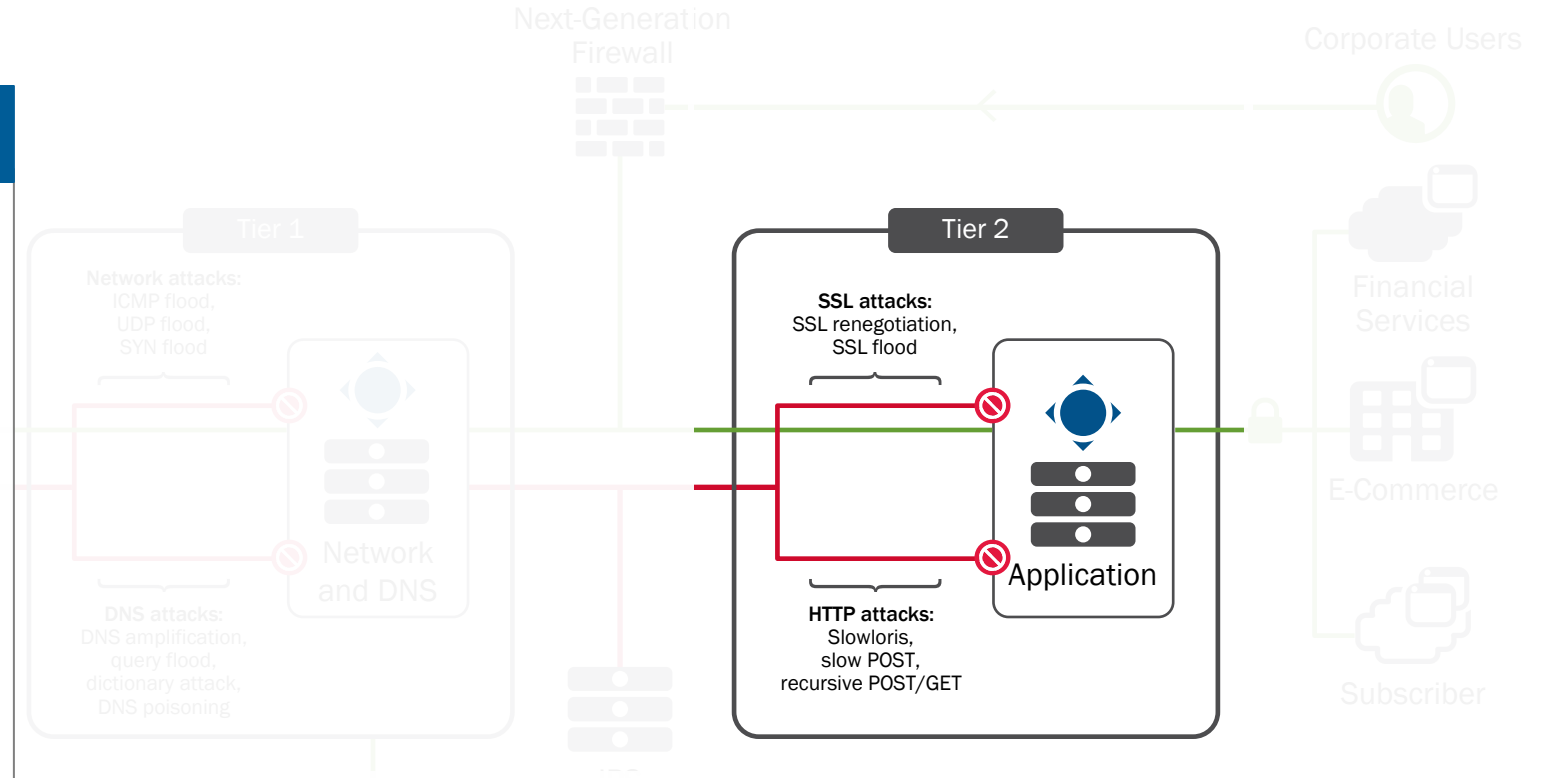 Next-Generation
Firewall
Corporate Users
Tier 1
Network attacks:
ICMP flood,
UDP flood,
SYN flood
Network
and DNS
DNS attacks:
DNS amplification,
query flood,
dictionary attack,
DNS poisoning
Tier 2
SSL attacks:
SSL renegotiation,
SSL flood
Application
HTTP attacks:
Slowloris,
slow POST,
recursive POST/GET
Financial
Services
E-Commerce
Subscriber